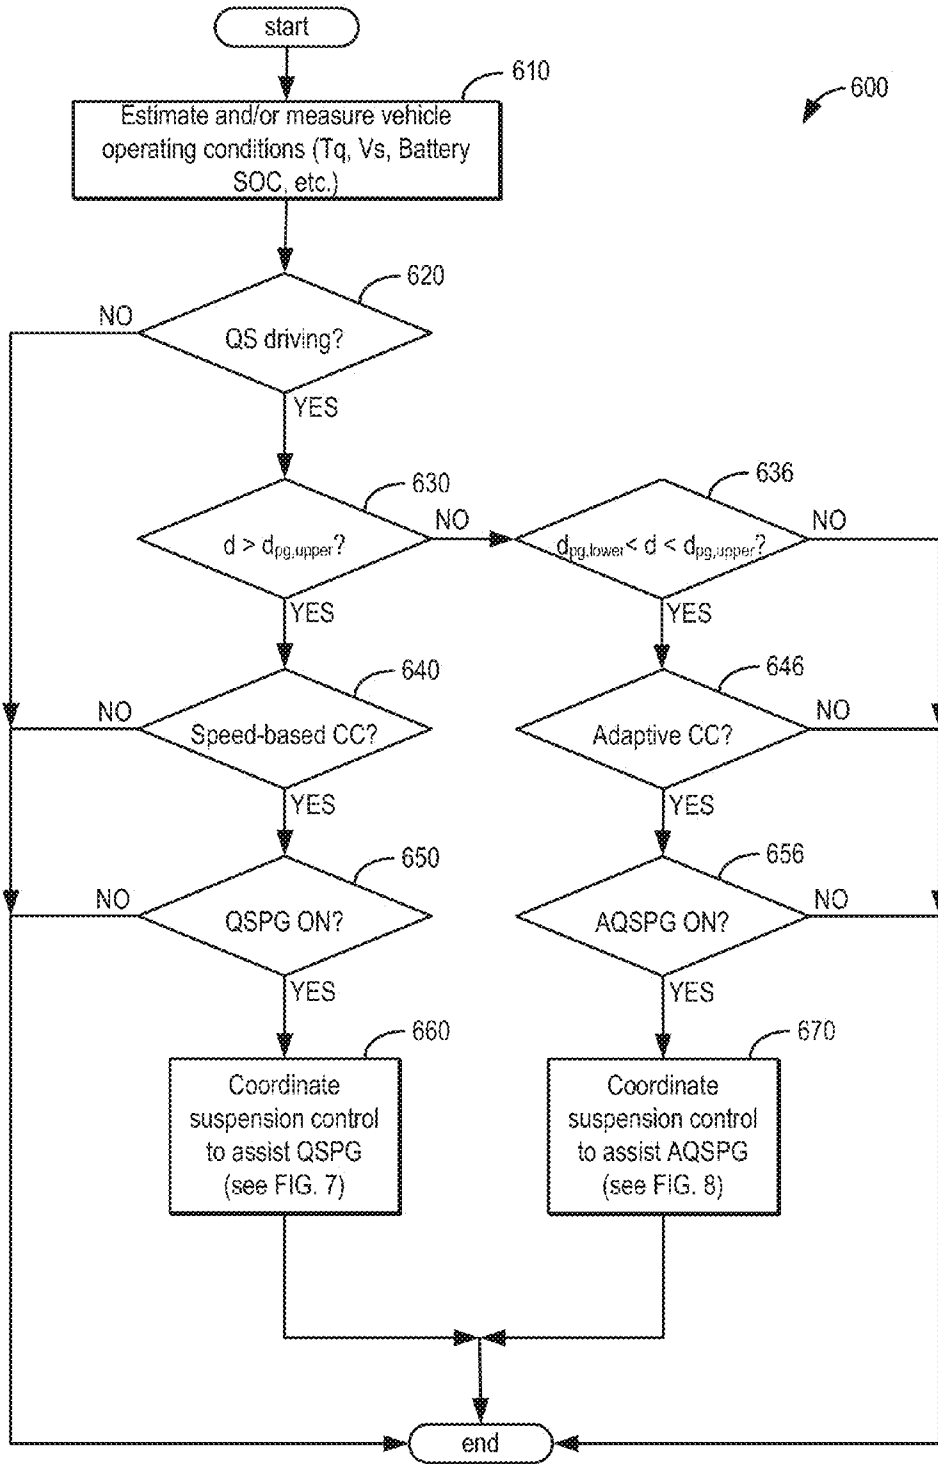 start
610
600
Estimate and/or measure vehicle
operating conditions (Tq, Vs, Battery
SOC, etc.)
620
NO
QS driving?
YES
630
636
d > dpg,upper?
NO
dpg,lower< d < dpg,upper?
NO
YES
YES
640
646
NO
Speed-based CC?
Adaptive CC?
NO
YES
YES
650
656
NO
QSPG ON?
AQSPG ON?
NO
YES
YES
660
670
Coordinate
suspension control
to assist QSPG
(see FIG. 7)
Coordinate
suspension control
to assist AQSPG
(see FIG. 8)
end